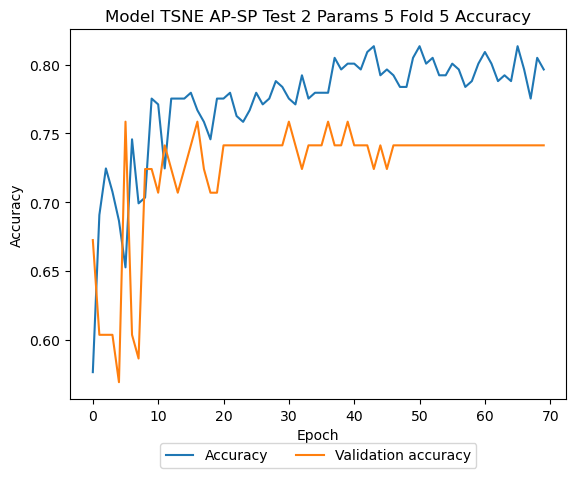 Model TSNE AP-SP Test 2 Params 5 Fold 5 Accuracy
Accuracy
0.80
0.75
0.70
0.65
0.60
0 10 20 30 40 50 60 70
Epoch
Accuracy Validation accuracy